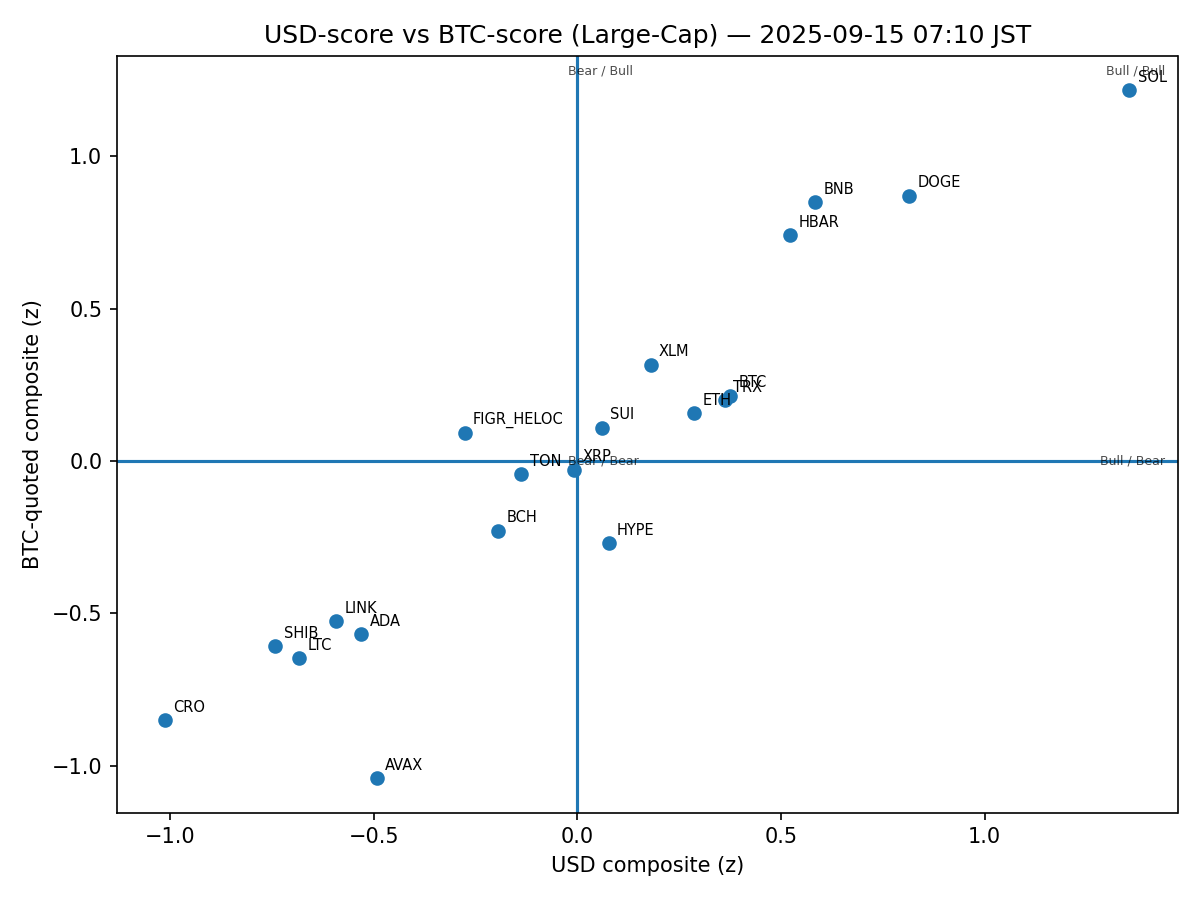 USD-score vs BTC-score (Large-Cap) — 2025-09-15 07:10 JST
Bear / Bull
Bull / Bull
SOL
1.0
DOGE
BNB
HBAR
0.5
XLM
BTC
TRX
ETH
SUI
FIGR_HELOC
0.0
TON
XRP
Bear / Bear
Bull / Bear
BCH
HYPE
−0.5
LINK
ADA
SHIB
LTC
CRO
AVAX
−1.0
−1.0
−0.5
0.0
0.5
1.0
USD composite (z)
BTC-quoted composite (z)